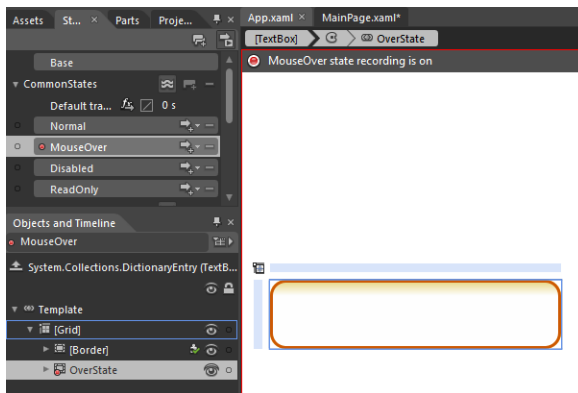 Assets St... × Parts Proje... ×
Base
CommonStates
Default tra... fx 0 s
Normal
MouseOver
Disabled
ReadOnly
Objects and Timeline ×
MouseOver
System.Collections.DictionaryEntry (TextB...
Template
[Grid]
[Border]
OverState
App.xaml × MainPage.xaml*
[TextBox] OverState
MouseOver state recording is on